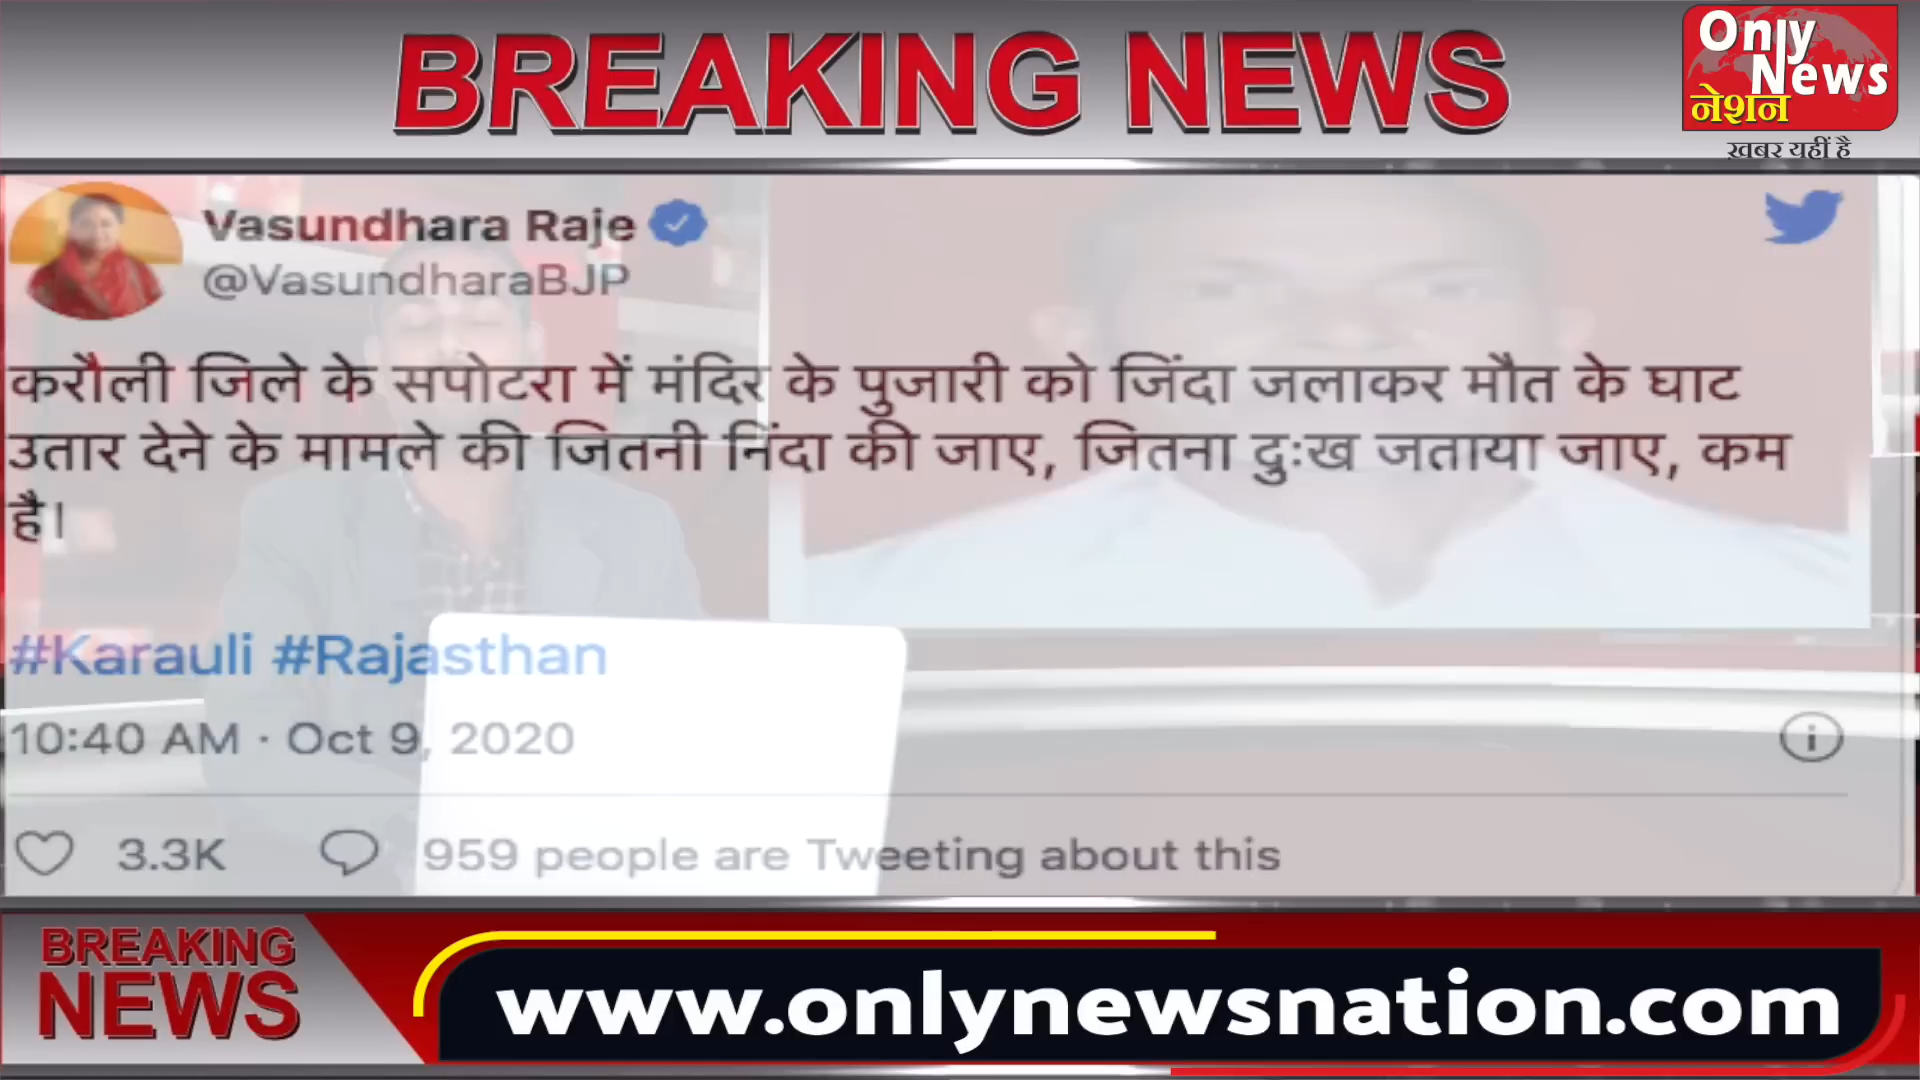 BREAKING NEWS
Only
News
नेशन
ख़बर यहीं है
Vasundhara Raje
@VasundharaBJP
करौली जिले के सपोटरा में मंदिर के पुजारी को जिंदा जलाकर मौत के घाट
उतार देने के मामले की जितनी निंदा की जाए, जितना दुःख जताया जाए, कम
है।
#Karauli #Rajasthan
10:40 AM · Oct 9, 2020
3.3K 959 people are Tweeting about this
BREAKING
NEWS
www.onlynewsnation.com